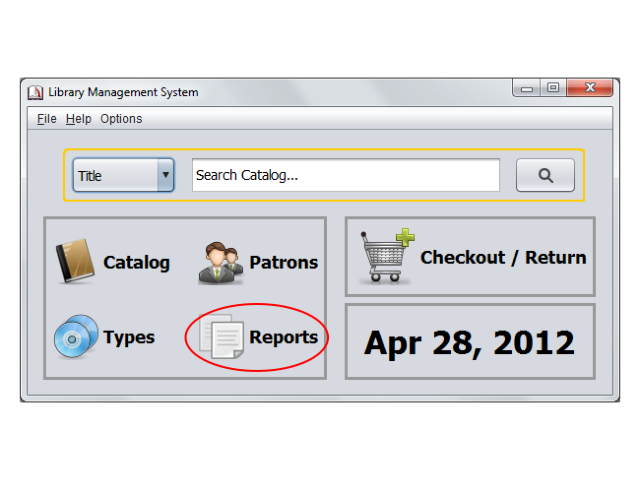 Library Management System
File Help Options
Title Search Catalog...
Catalog Patrons Checkout / Return
Types Reports Apr 28, 2012